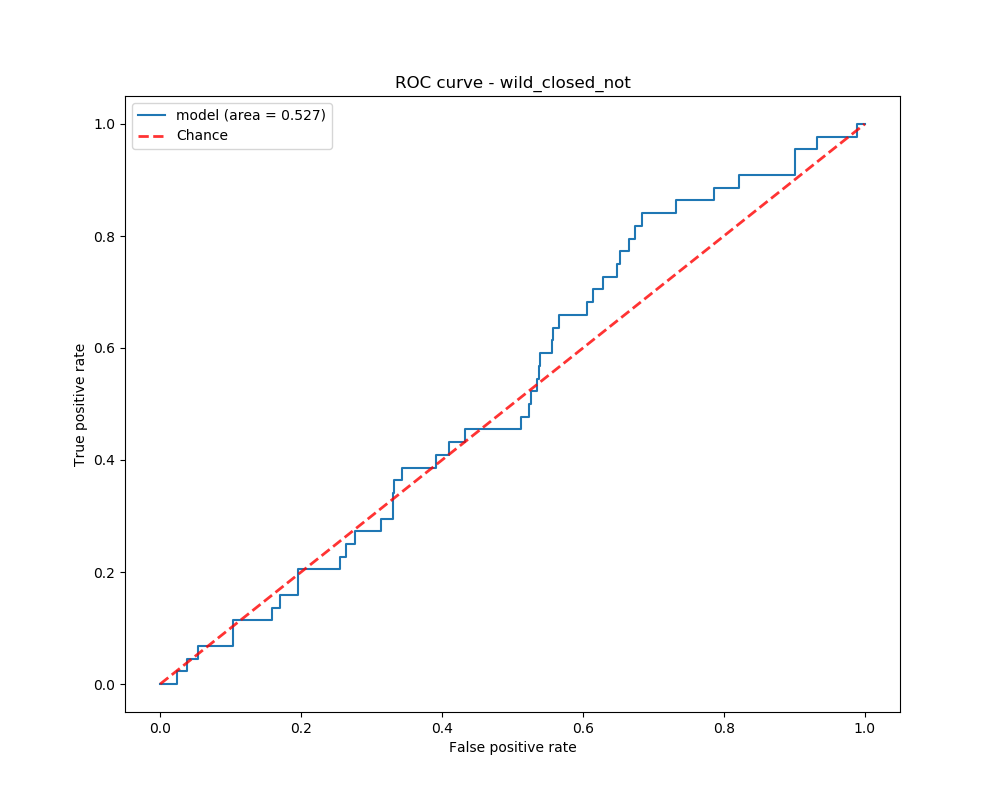 ROC curve - wild_closed_not
model (area = 0.527)
Chance
1.0
0.8
0.6
0.4
0.2
0.0
True positive rate
0.0 0.2 0.4 0.6 0.8 1.0
False positive rate